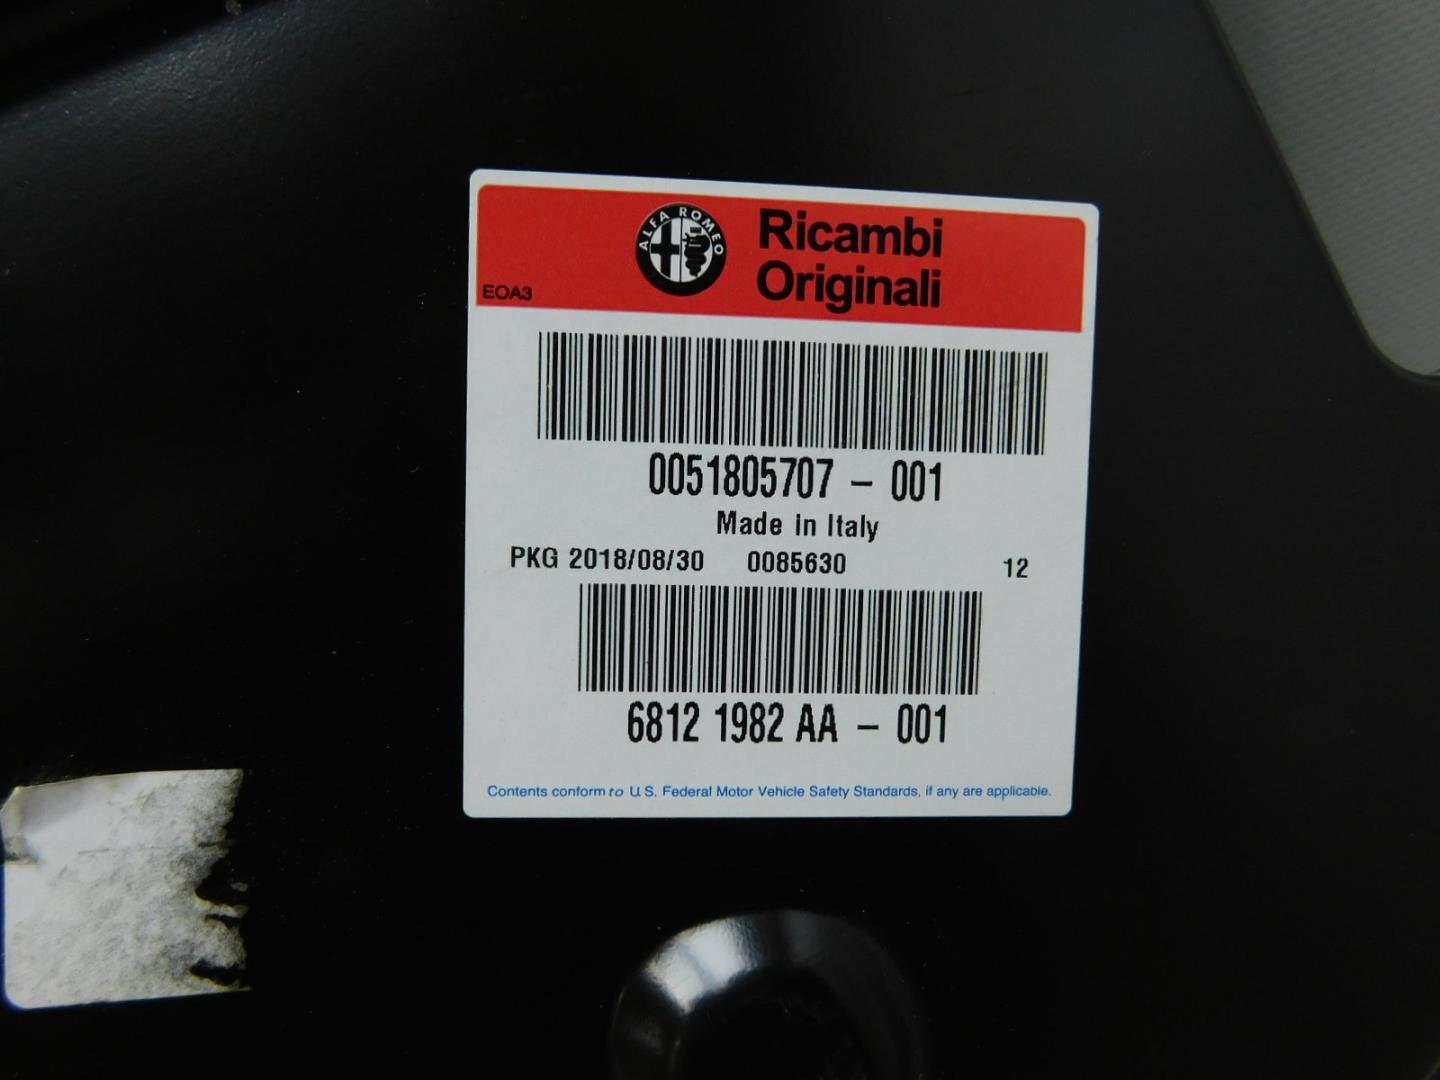 ALFA ROMEO
Ricambi
Originali
EOA3
0051805707 - 001
Made in Italy
PKG 2018/08/30 0085630 12
6812 1982 AA - 001
Contents conform to U.S. Federal Motor Vehicle Safety Standards, if any are applicable.